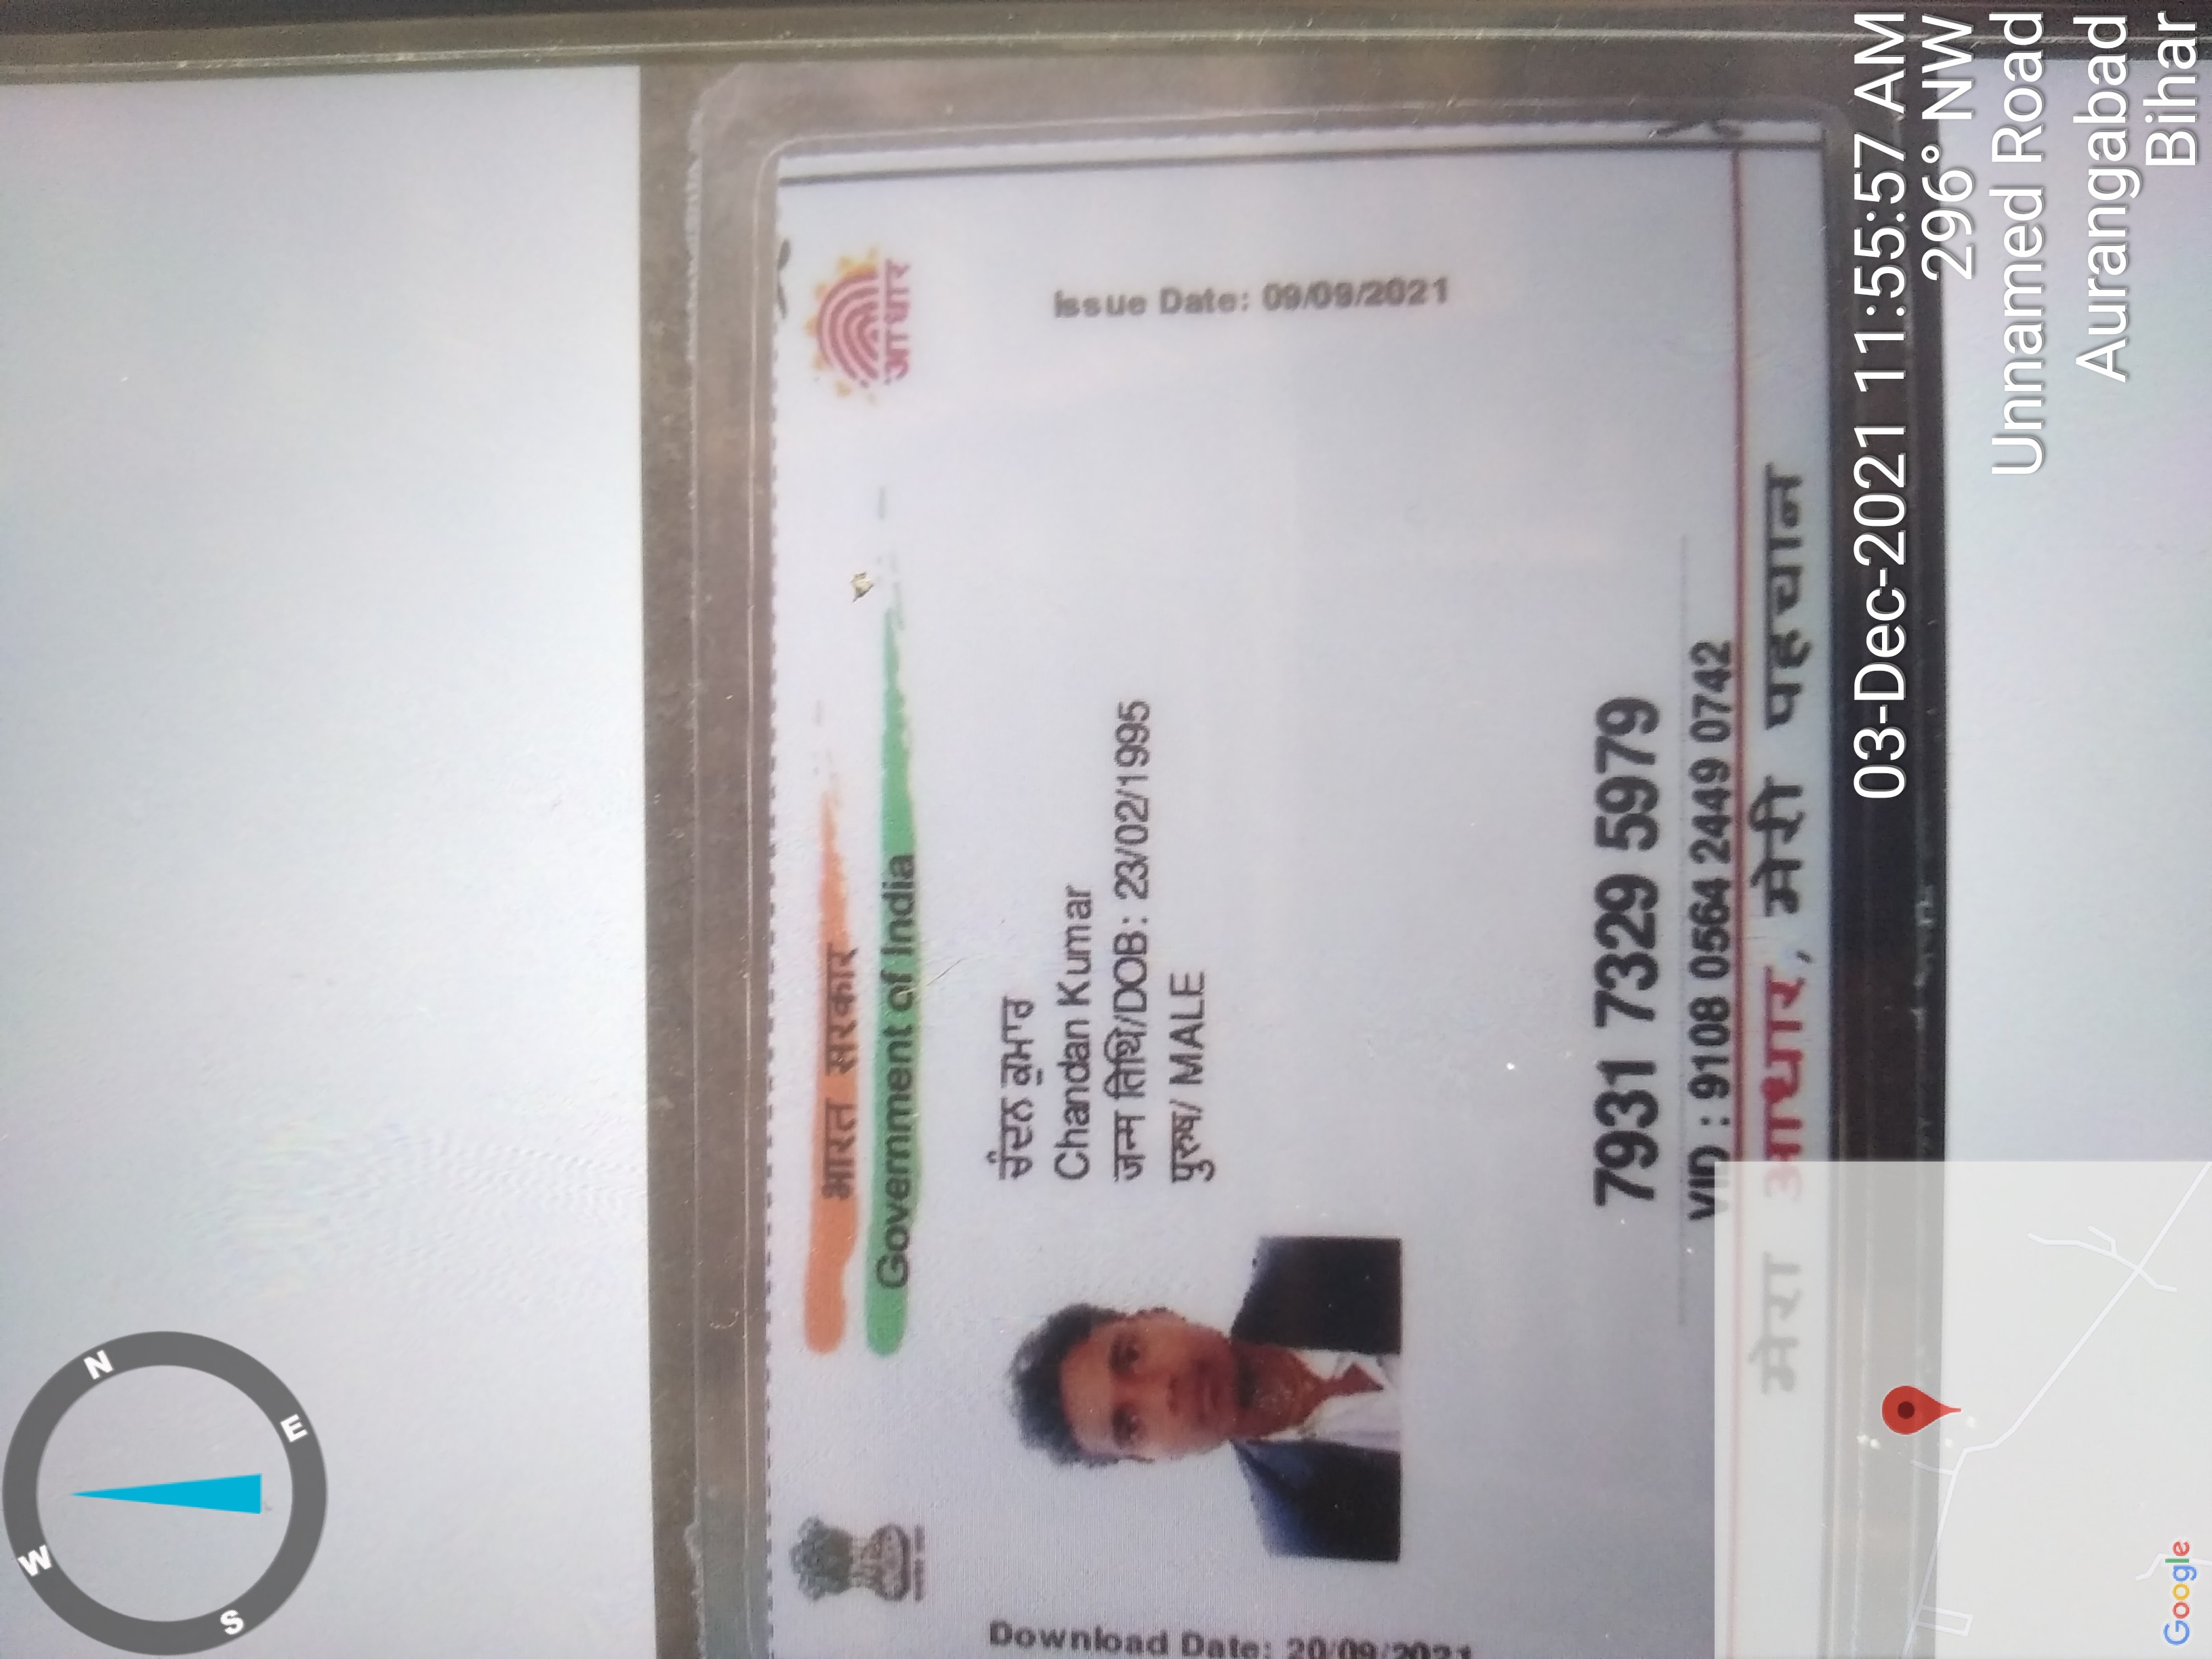 W
N
S
E
भारत सरकार
Government of India
आधार
ਚੰਦਨ ਕੁਮਾਰ
Chandan Kumar
जन्म तिथि/DOB: 23/02/1995
पुरुष/ MALE
Download Date: 20/09/2021
Issue Date: 09/09/2021
7931 7329 5979
VID : 9108 0564 2449 0742
मेरा आधार, मेरी पहचान
03-Dec-2021 11:55:57 AM
296° NW
Unnamed Road
Aurangabad
Bihar
Google